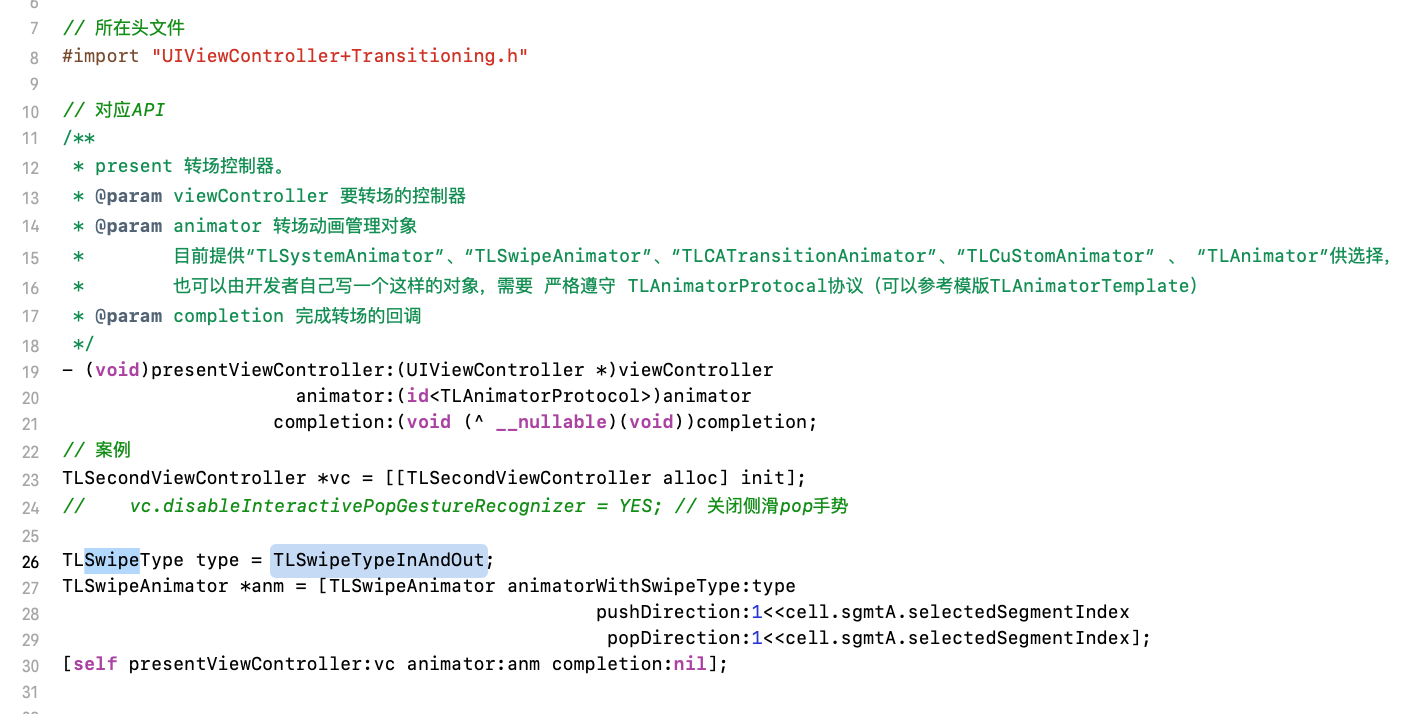 6
7 // 所在头文件
8 #import "UIViewController+Transitioning.h"
9
10 // 对应API
11 /**
12 * present 转场控制器。
13 * @param viewController 要转场的控制器
14 * @param animator 转场动画管理对象
15 * 目前提供“TLSystemAnimator”、“TLSwipeAnimator”、“TLCATransitionAnimator”、“TLCuStomAnimator” 、 “TLAnimator”供选择，
16 * 也可以由开发者自己写一个这样的对象，需要 严格遵守 TLAnimatorProtocal协议（可以参考模版TLAnimatorTemplate）
17 * @param completion 完成转场的回调
18 */
19 - (void)presentViewController:(UIViewController *)viewController
20 animator:(id<TLAnimatorProtocol>)animator
21 completion:(void (^ __nullable)(void))completion;
22 // 案例
23 TLSecondViewController *vc = [[TLSecondViewController alloc] init];
24 // vc.disableInteractivePopGestureRecognizer = YES; // 关闭侧滑pop手势
25
26 TLSwipeType type = TLSwipeTypeInAndOut;
27 TLSwipeAnimator *anm = [TLSwipeAnimator animatorWithSwipeType:type
28 pushDirection:1<<cell.sgmtA.selectedSegmentIndex
29 popDirection:1<<cell.sgmtA.selectedSegmentIndex];
30 [self presentViewController:vc animator:anm completion:nil];
31